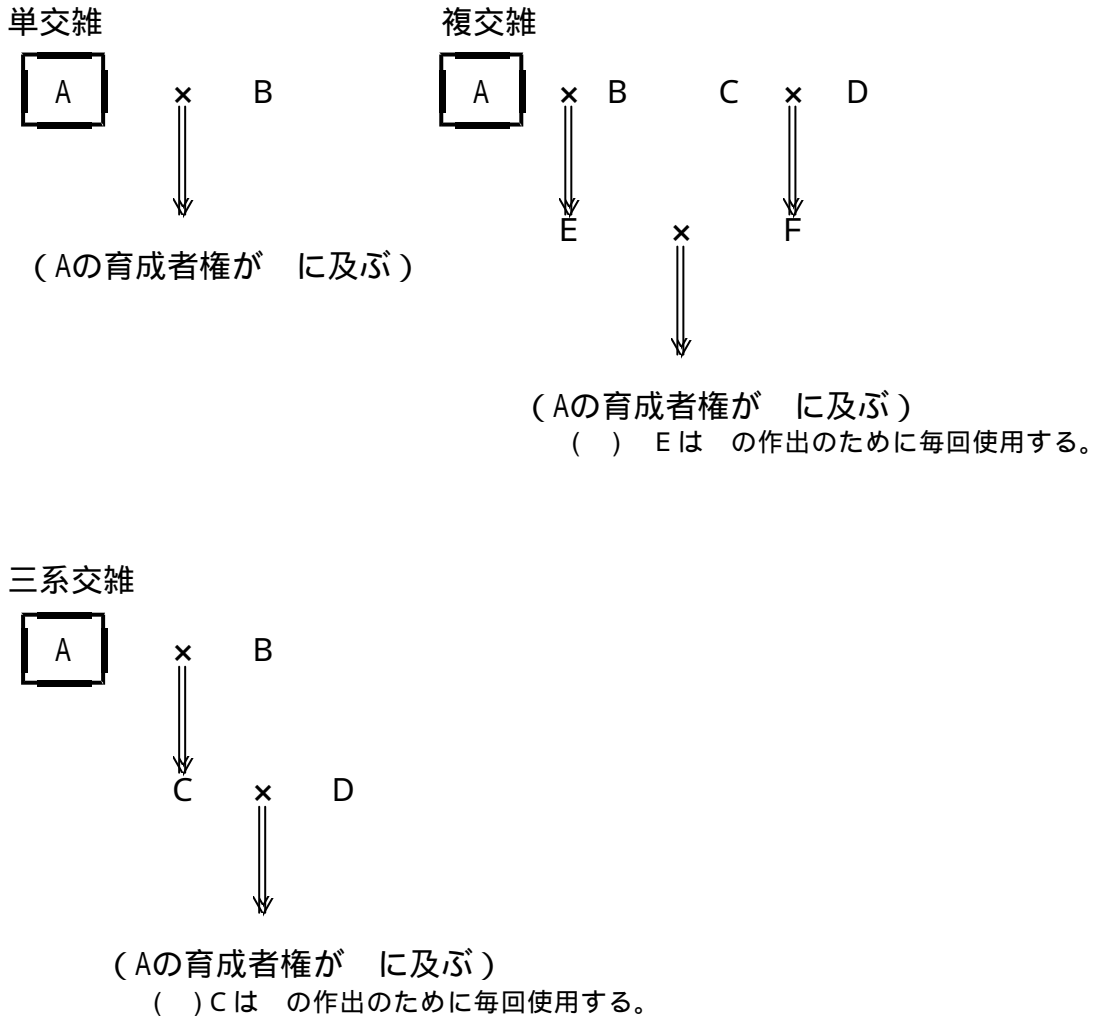 単交雑
複交雑
A × B
A × B C × D
E × F
(Aの育成者権が に及ぶ)
(Aの育成者権が に及ぶ)
( ) Eは の作出のために毎回使用する。
三系交雑
A × B
C × D
(Aの育成者権が に及ぶ)
( )Cは の作出のために毎回使用する。